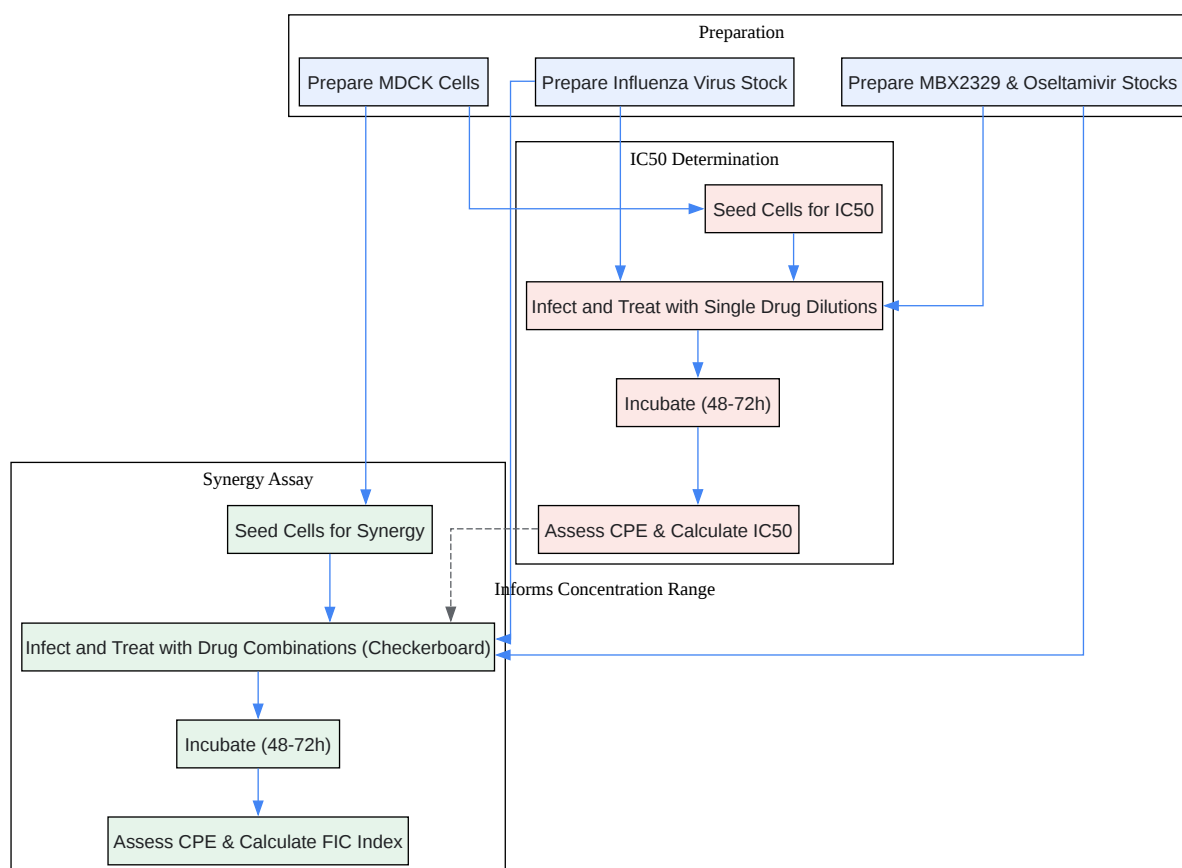 Preparation
Prepare MDCK Cells
Prepare Influenza Virus Stock
Prepare MBX2329 & Oseltamivir Stocks
IC50 Determination
Seed Cells for IC50
Infect and Treat with Single Drug Dilutions
Incubate (48-72h)
Assess CPE & Calculate IC50
Synergy Assay
Seed Cells for Synergy
Informs Concentration Range
Infect and Treat with Drug Combinations (Checkerboard)
Incubate (48-72h)
Assess CPE & Calculate FIC Index